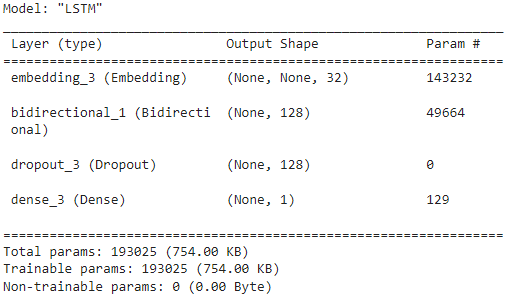 Model: "LSTM"
Layer (type) Output Shape Param #
embedding_3 (Embedding) (None, None, 32) 143232
bidirectional_1 (Bidirecti (None, 128) 49664
onal)
dropout_3 (Dropout) (None, 128) 0
dense_3 (Dense) (None, 1) 129
Total params: 193025 (754.00 KB)
Trainable params: 193025 (754.00 KB)
Non-trainable params: 0 (0.00 Byte)